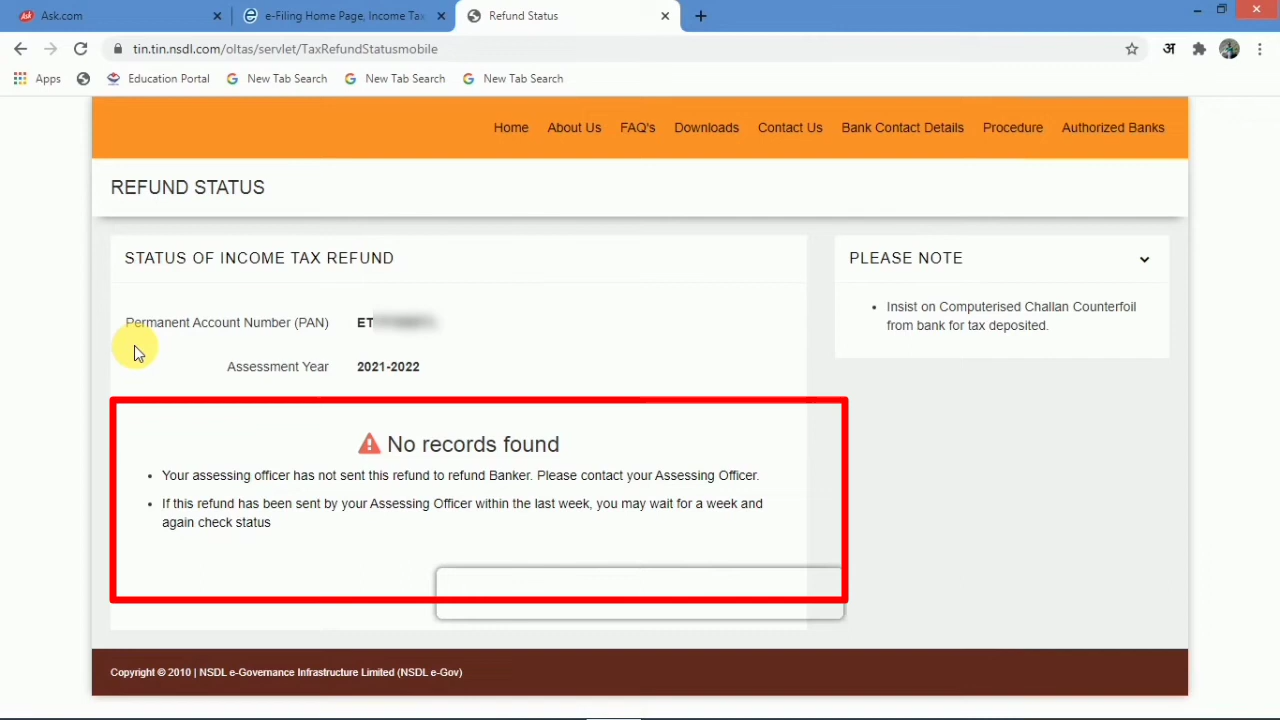 Ask.com
e-Filing Home Page, Income Tax
Refund Status
tin.tin.nsdl.com/oltas/servlet/TaxRefundStatusmobile
अ
Apps
Education Portal
New Tab Search
New Tab Search
New Tab Search
Home About Us FAQ's Downloads Contact Us Bank Contact Details Procedure Authorized Banks
REFUND STATUS
STATUS OF INCOME TAX REFUND
Permanent Account Number (PAN) ET
Assessment Year 2021-2022
No records found
• Your assessing officer has not sent this refund to refund Banker. Please contact your Assessing Officer.
• If this refund has been sent by your Assessing Officer within the last week, you may wait for a week and
again check status
PLEASE NOTE
• Insist on Computerised Challan Counterfoil
from bank for tax deposited.
Copyright © 2010 | NSDL e-Governance Infrastructure Limited (NSDL e-Gov)